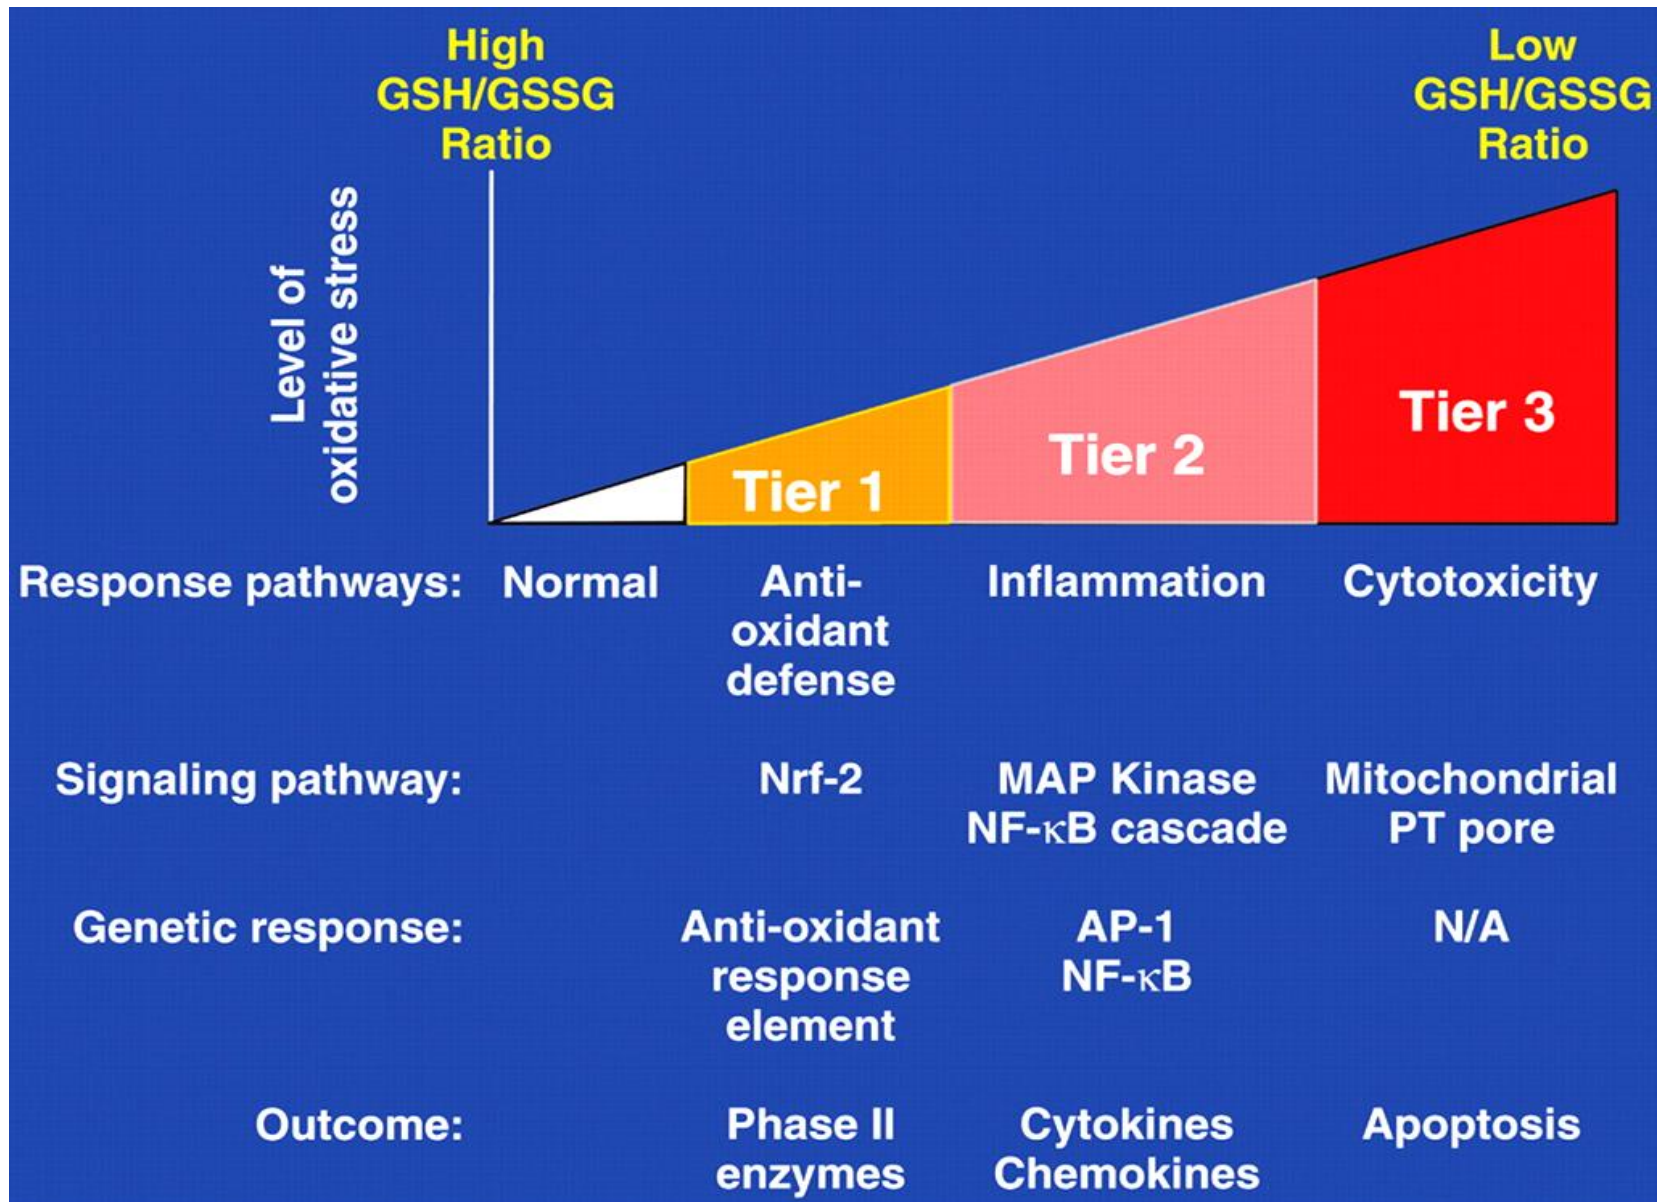 High
GSH/GSSG
Ratio
Low
GSH/GSSG
Ratio
Level of
oxidative stress
Tier 1
Tier 2
Tier 3
Response pathways: Normal Anti- Inflammation Cytotoxicity
oxidant
defense
Signaling pathway: Nrf-2 MAP Kinase Mitochondrial
NF-κB cascade PT pore
Genetic response: Anti-oxidant AP-1 N/A
response NF-κB
element
Outcome: Phase II Cytokines Apoptosis
enzymes Chemokines